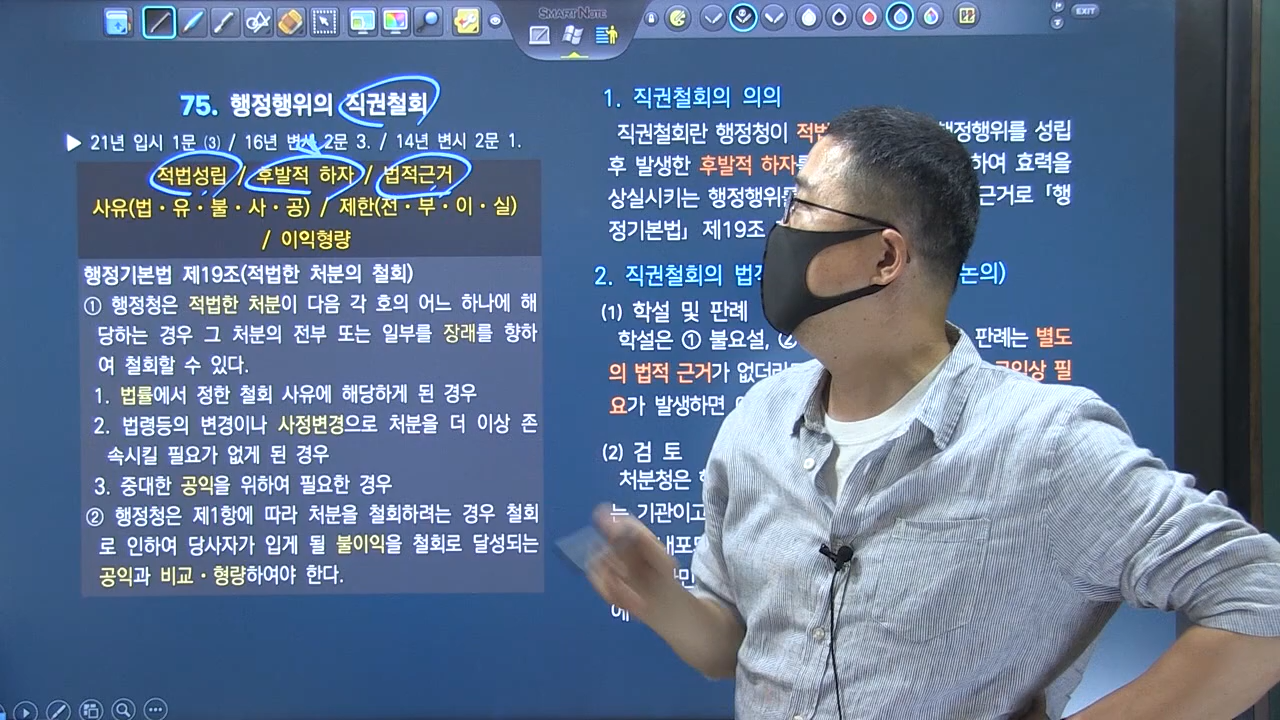 SMARTNOTE
EXIT
75. 행정행위의 직권철회
▶ 21년 입시 1문 (3) / 16년 변시 2문 3. / 14년 변시 2문 1.
적법성립 / 후발적 하자 / 법적근거
사유(법・유・불・사・공) / 제한(전・부・이・실)
/ 이익형량
행정기본법 제19조(적법한 처분의 철회)
① 행정청은 적법한 처분이 다음 각 호의 어느 하나에 해
당하는 경우 그 처분의 전부 또는 일부를 장래를 향하
여 철회할 수 있다.
1. 법률에서 정한 철회 사유에 해당하게 된 경우
2. 법령등의 변경이나 사정변경으로 처분을 더 이상 존
속시킬 필요가 없게 된 경우
3. 중대한 공익을 위하여 필요한 경우
② 행정청은 제1항에 따라 처분을 철회하려는 경우 철회
로 인하여 당사자가 입게 될 불이익을 철회로 달성되는
공익과 비교・형량하여야 한다.
1. 직권철회의 의의
직권철회란 행정청이 행정행위를 성립
후 발생한 후발적 하자 하여 효력을
상실시키는 행정행위 근거로 「행
정기본법」 제19조
2. 직권철회의 논의)
(1) 학설 및 판례
학설은 ① 불요설, ② 판례는 별도
의 법적 근거가 필
요가 발생하면
(2) 검 토
처분청은
는 기관이고
에